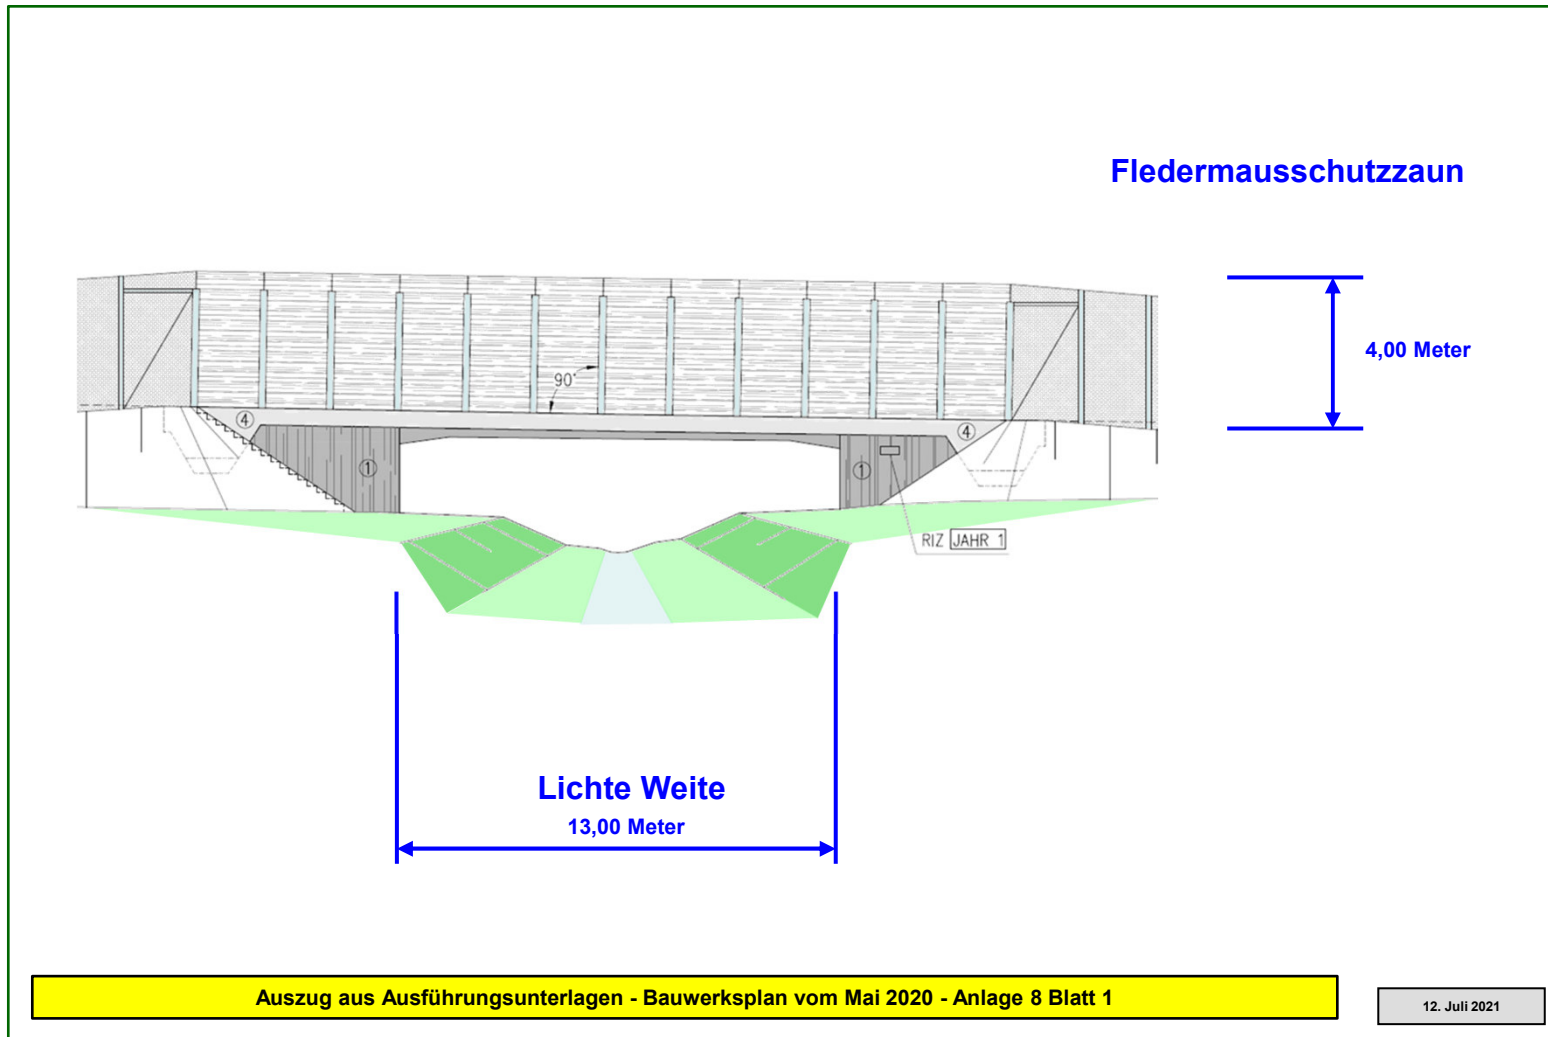 Fledermausschutzzaun
4,00 Meter
90°
4
4
1
1
RIZ JAHR 1
Lichte Weite
13,00 Meter
Auszug aus Ausführungsunterlagen - Bauwerksplan vom Mai 2020 - Anlage 8 Blatt 1
12. Juli 2021